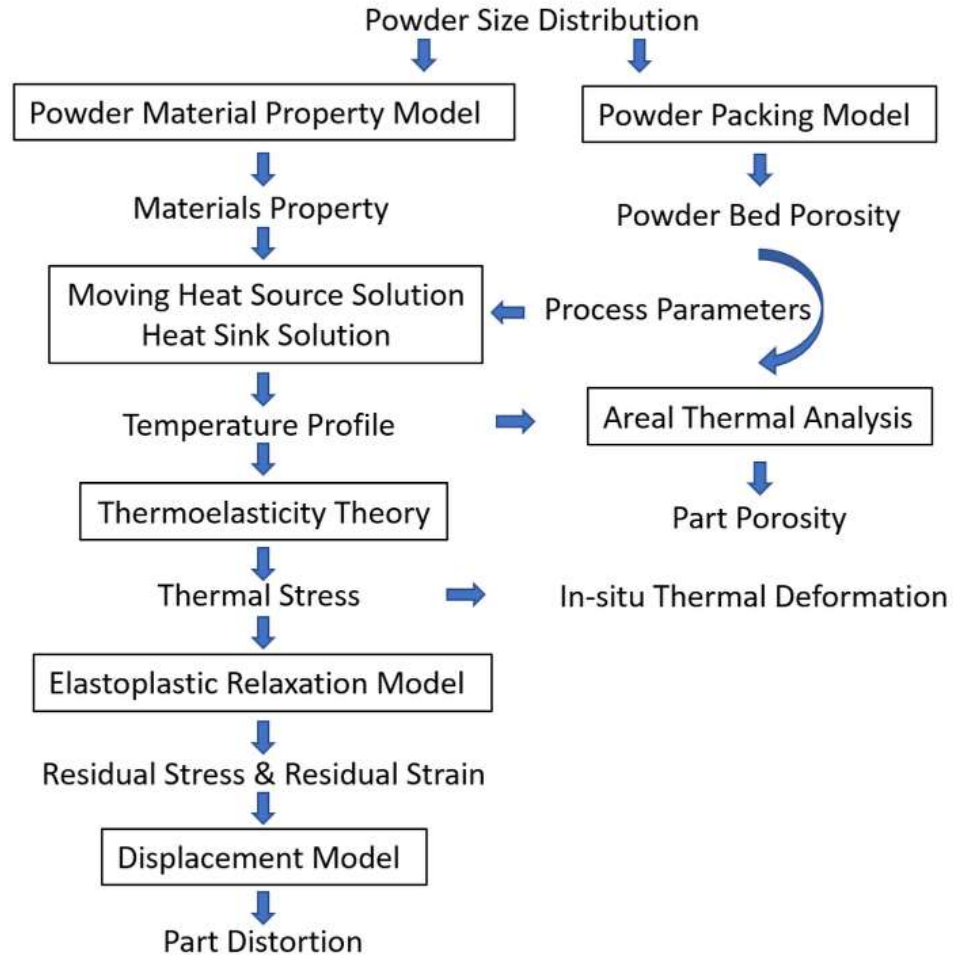 Powder Size Distribution
Powder Material Property Model
Powder Packing Model
Materials Property
Powder Bed Porosity
Moving Heat Source Solution
Heat Sink Solution
Process Parameters
Temperature Profile
Areal Thermal Analysis
Thermoelasticity Theory
Part Porosity
Thermal Stress
In-situ Thermal Deformation
Elastoplastic Relaxation Model
Residual Stress & Residual Strain
Displacement Model
Part Distortion